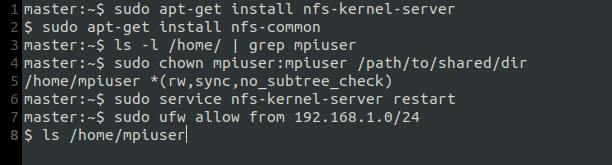 1 master:~$ sudo apt-get install nfs-kernel-server
2 $ sudo apt-get install nfs-common
3 master:~$ ls -l /home/ | grep mpiuser
4 master:~$ sudo chown mpiuser:mpiuser /path/to/shared/dir
5 /home/mpiuser *(rw,sync,no_subtree_check)
6 master:~$ sudo service nfs-kernel-server restart
7 master:~$ sudo ufw allow from 192.168.1.0/24
8 $ ls /home/mpiuser